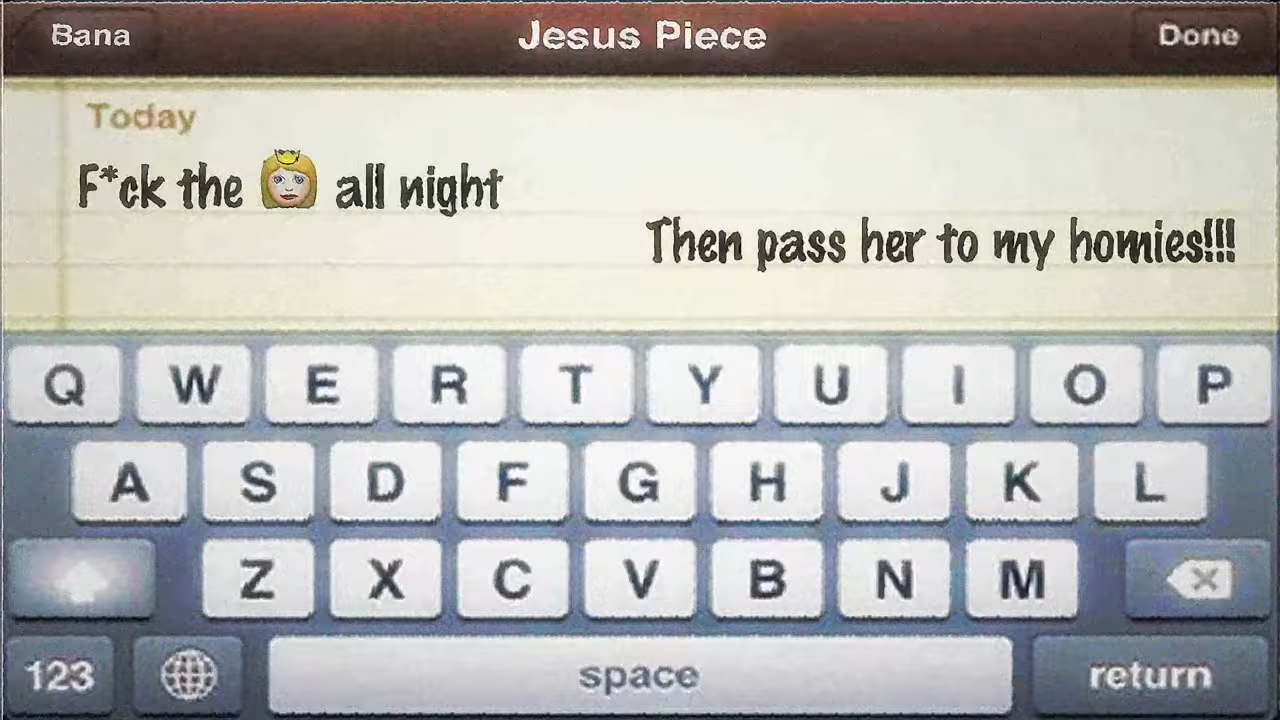 Bana Jesus Piece Done
Today
F*ck the 👸 all night
Then pass her to my homies!!!
Q W E R T Y U I O P
A S D F G H J K L
Z X C V B N M
123 space return